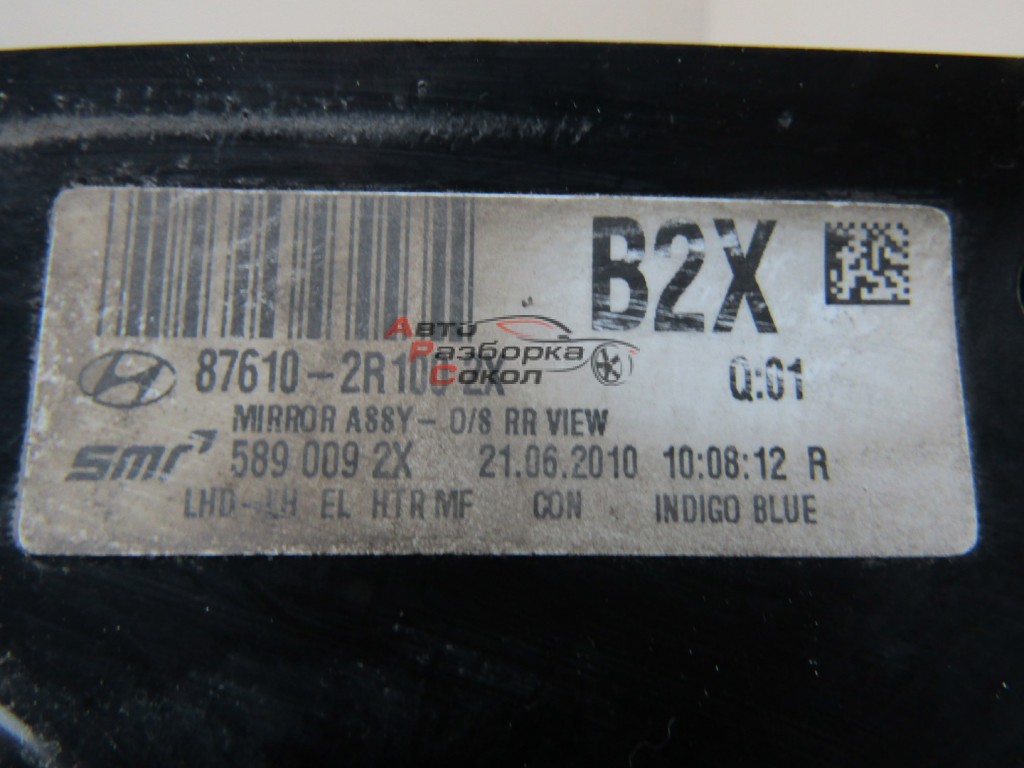 B2X
Авто
Разборка
Сокол
87610-2R100 2X Q:01
MIRROR ASSY- O/S RR VIEW
smr 589 009 2X 21.06.2010 10:08:12 R
LHD-LH EL HTR MF CON INDIGO BLUE